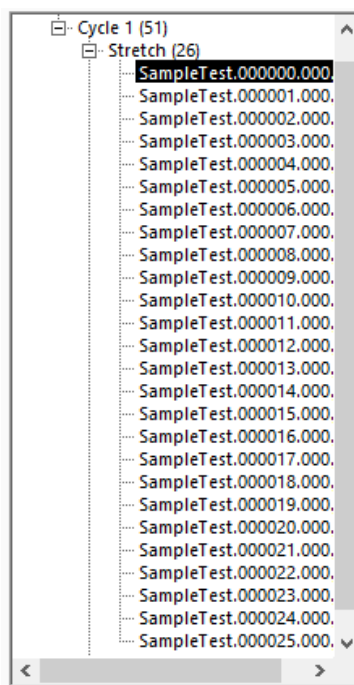 Cycle 1 (51)
Stretch (26)
SampleTest.000000.000.
SampleTest.000001.000.
SampleTest.000002.000.
SampleTest.000003.000.
SampleTest.000004.000.
SampleTest.000005.000.
SampleTest.000006.000.
SampleTest.000007.000.
SampleTest.000008.000.
SampleTest.000009.000.
SampleTest.000010.000.
SampleTest.000011.000.
SampleTest.000012.000.
SampleTest.000013.000.
SampleTest.000014.000.
SampleTest.000015.000.
SampleTest.000016.000.
SampleTest.000017.000.
SampleTest.000018.000.
SampleTest.000019.000.
SampleTest.000020.000.
SampleTest.000021.000.
SampleTest.000022.000.
SampleTest.000023.000.
SampleTest.000024.000.
SampleTest.000025.000.